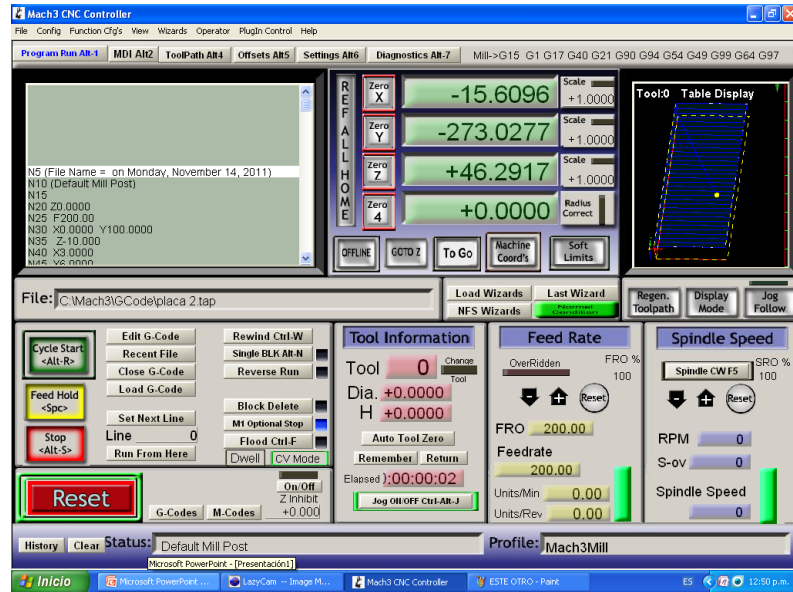 Mach3 CNC Controller
File Config Function Cfg's View Wizards Operator PlugIn Control Help
Program Run Alt-1 MDI Alt2 ToolPath Alt4 Offsets Alt5 Settings Alt6 Diagnostics Alt-7 Mill->G15 G1 G17 G40 G21 G90 G94 G54 G49 G99 G64 G97
N5 (File Name = on Monday, November 14, 2011)
N10 (Default Mill Post)
N15
N20 Z0.0000
N25 F200.00
N30 X0.0000 Y100.0000
N35 Z-10.000
N40 X3.0000
N45 Y6.0000
REF ALL HOME
Zero X -15.6096 Scale +1.0000
Zero Y -273.0277 Scale +1.0000
Zero Z +46.2917 Scale +1.0000
Zero 4 +0.0000 Radius Correct
OFFLINE GOTO Z To Go Machine Coord's Soft Limits
Tool:0 Table Display
File: C:\Mach3\GCode\placa 2.tap
Load Wizards Last Wizard
NFS Wizards Normal Condition
Regen. Toolpath Display Mode Jog Follow
Cycle Start <Alt-R>
Feed Hold <Spc>
Stop <Alt-S>
Edit G-Code Rewind Ctrl-W
Recent File Single BLK Alt-N
Close G-Code Reverse Run
Load G-Code
Block Delete
Set Next Line M1 Optional Stop
Line 0 Flood Ctrl-F
Run From Here Dwell CV Mode
Reset
G-Codes M-Codes
On/Off
Z Inhibit
+0.000
Tool Information
Tool 0 Change Tool
Dia. +0.0000
H +0.0000
Auto Tool Zero
Remember Return
Elapsed ):00:00:02
Jog ON/OFF Ctrl-Alt-J
Feed Rate
OverRidden FRO %
100
Reset
FRO 200.00
Feedrate
200.00
Units/Min 0.00
Units/Rev 0.00
Spindle Speed
Spindle CW F5 SRO %
100
Reset
RPM 0
S-ov 0
Spindle Speed
0
History Clear Status: Default Mill Post Profile: Mach3Mill
Microsoft PowerPoint - [Presentación1]
Inicio Microsoft PowerPoint ... LazyCam -- Image M... Mach3 CNC Controller ESTE OTRO - Paint ES 12:50 p.m.